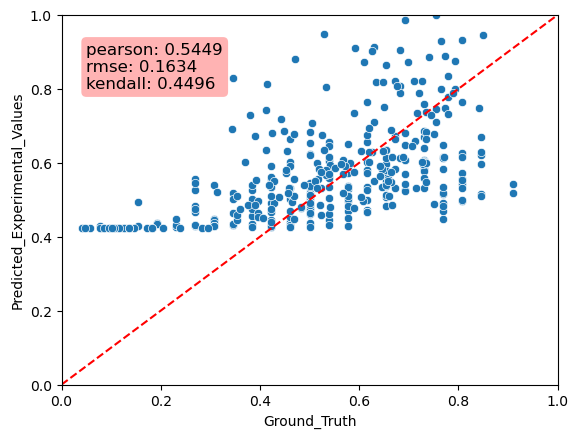 pearson: 0.5449
rmse: 0.1634
kendall: 0.4496
Predicted_Experimental_Values
1.0
0.8
0.6
0.4
0.2
0.0
0.0 0.2 0.4 0.6 0.8 1.0
Ground_Truth